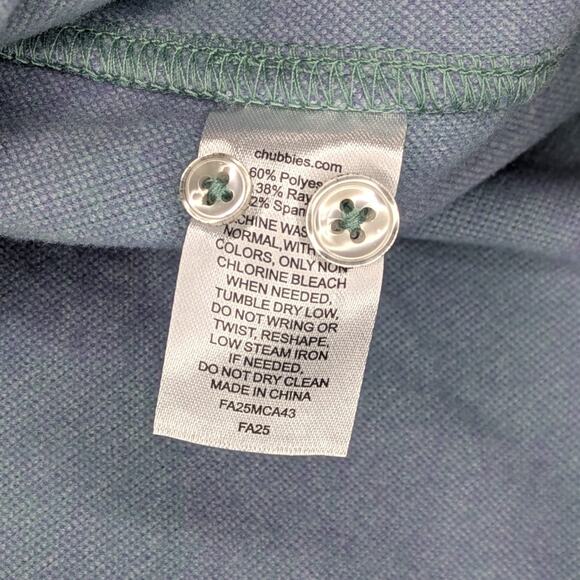 chubbies.com
60% Polyes
38% Ray
2% Span
CHINE WAS
NORMAL, WITH
COLORS, ONLY NON
CHLORINE BLEACH
WHEN NEEDED,
TUMBLE DRY LOW,
DO NOT WRING OR
TWIST, RESHAPE,
LOW STEAM IRON
IF NEEDED,
DO NOT DRY CLEAN
MADE IN CHINA
FA25MCA43
FA25